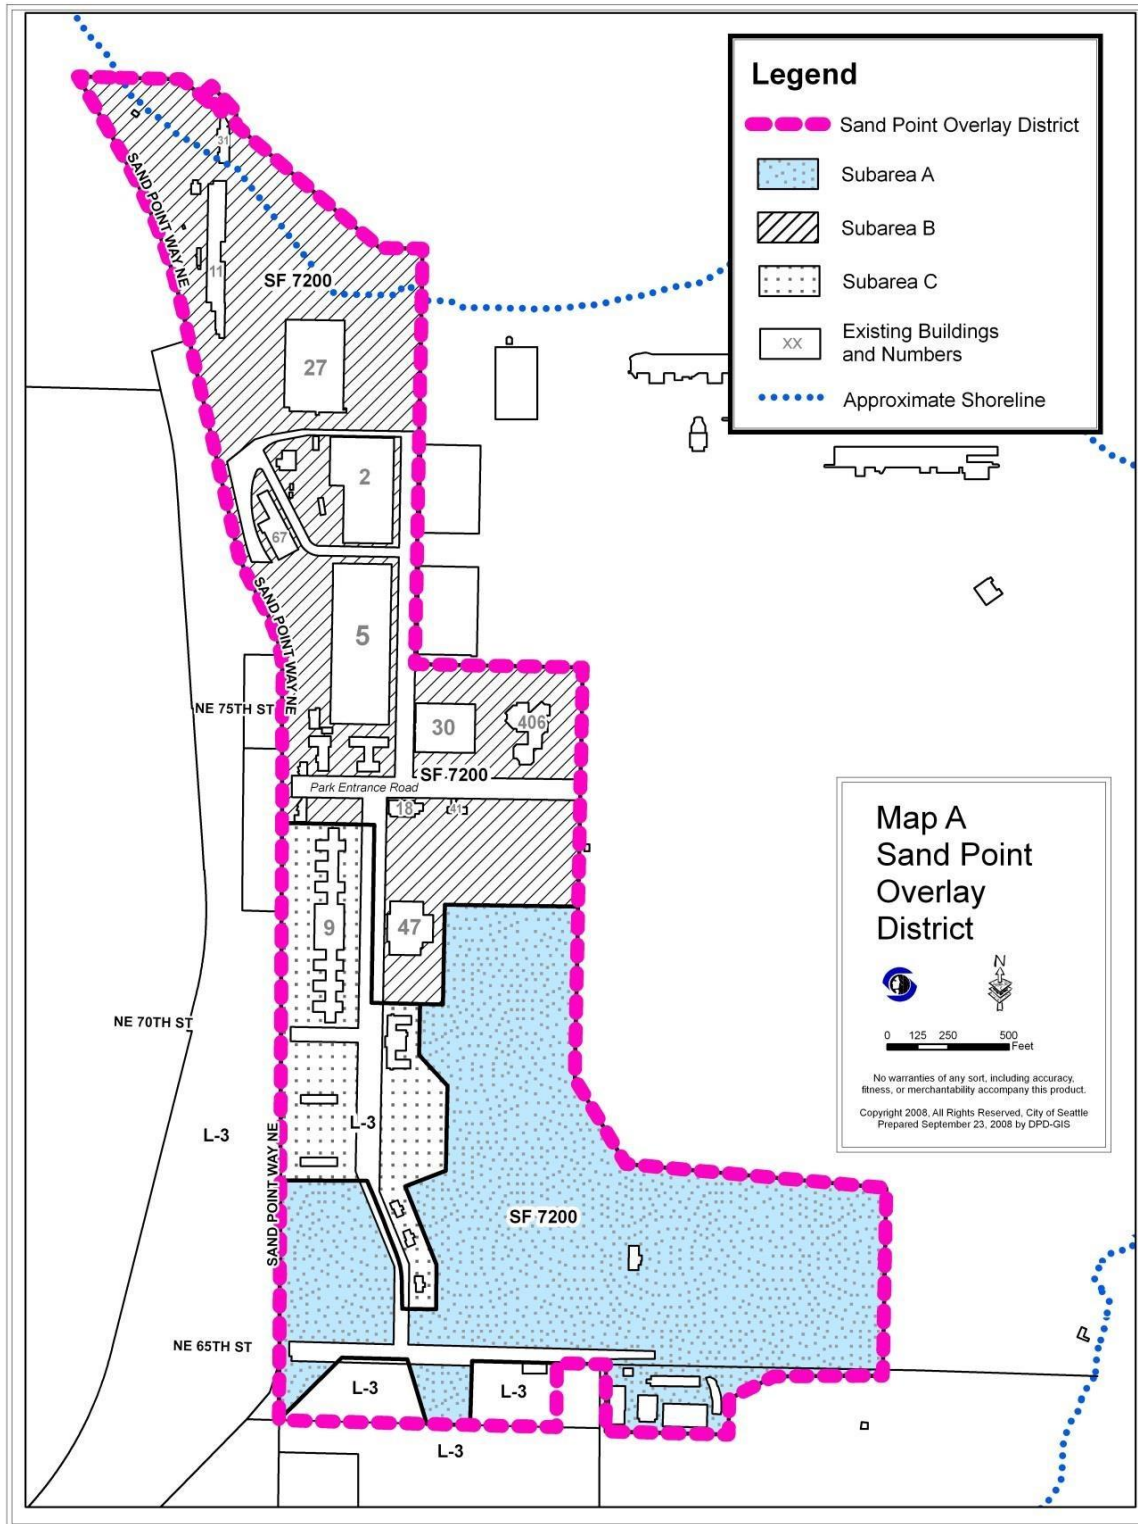 Legend
Sand Point Overlay District
Subarea A
Subarea B
Subarea C
XX
Existing Buildings
and Numbers
Approximate Shoreline
31
SAND POINT WAY NE
11
SF 7200
27
2
67
SAND POINT WAY NE
5
NE 75TH ST
30
406
SF 7200
Park Entrance Road
18
41
9
47
NE 70TH ST
L-3
L-3
SAND POINT WAY NE
SF 7200
NE 65TH ST
L-3
L-3
L-3
Map A
Sand Point
Overlay
District
N
0 125 250 500
Feet
No warranties of any sort, including accuracy,
fitness, or merchantability accompany this product.
Copyright 2008, All Rights Reserved, City of Seattle
Prepared September 23, 2008 by DPD-GIS